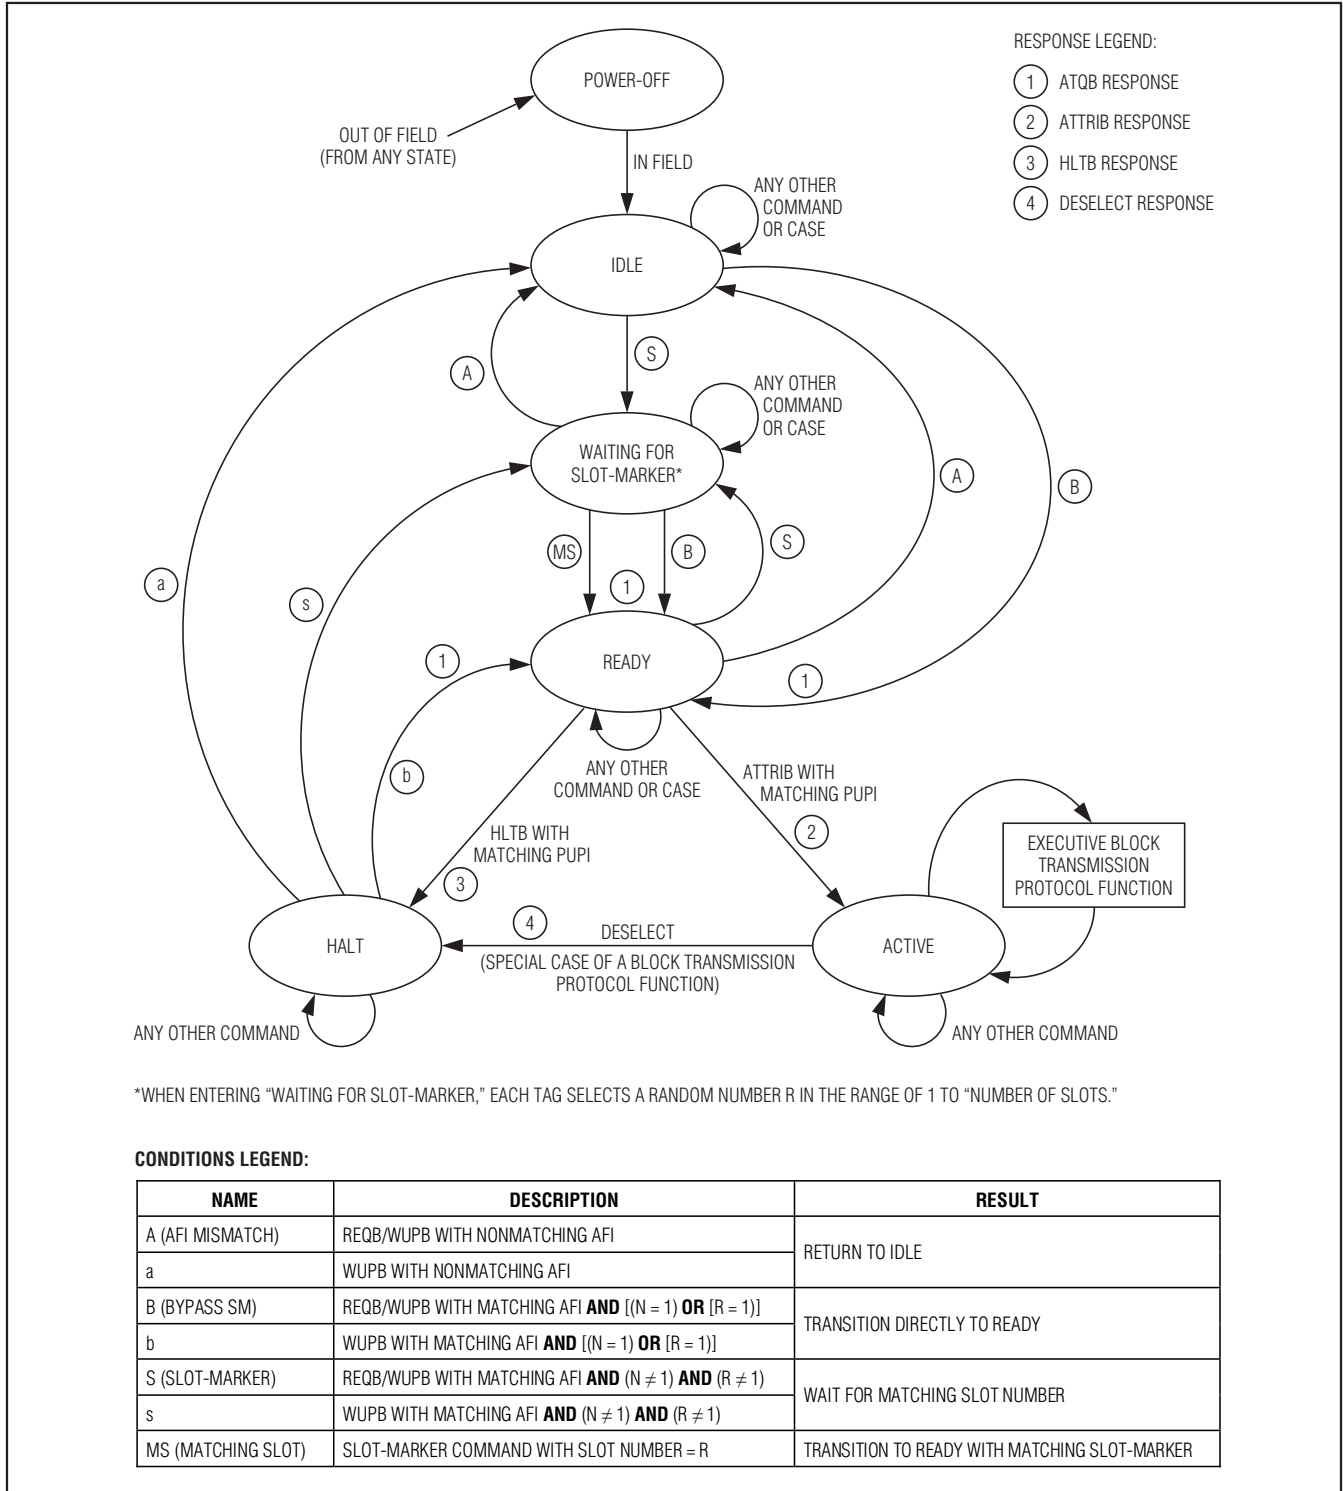 RESPONSE LEGEND:
1 ATQB RESPONSE
2 ATTRIB RESPONSE
3 HLTB RESPONSE
4 DESELECT RESPONSE
POWER-OFF
OUT OF FIELD
(FROM ANY STATE)
IN FIELD
ANY OTHER
COMMAND
OR CASE
IDLE
S
A
ANY OTHER
COMMAND
OR CASE
WAITING FOR
SLOT-MARKER*
A
B
MS
B
S
1
a
s
1
READY
1
b
ANY OTHER
COMMAND OR CASE
ATTRIB WITH
MATCHING PUPI
2
HLTB WITH
MATCHING PUPI
3
EXECUTIVE BLOCK
TRANSMISSION
PROTOCOL FUNCTION
4
DESELECT
(SPECIAL CASE OF A BLOCK TRANSMISSION
PROTOCOL FUNCTION)
HALT
ACTIVE
ANY OTHER COMMAND
ANY OTHER COMMAND
*WHEN ENTERING “WAITING FOR SLOT-MARKER,” EACH TAG SELECTS A RANDOM NUMBER R IN THE RANGE OF 1 TO “NUMBER OF SLOTS.”
CONDITIONS LEGEND:
NAME DESCRIPTION RESULT
A (AFI MISMATCH) REQB/WUPB WITH NONMATCHING AFI RETURN TO IDLE
a WUPB WITH NONMATCHING AFI
B (BYPASS SM) REQB/WUPB WITH MATCHING AFI AND [(N = 1) OR [R = 1)] TRANSITION DIRECTLY TO READY
b WUPB WITH MATCHING AFI AND [(N = 1) OR [R = 1)]
S (SLOT-MARKER) REQB/WUPB WITH MATCHING AFI AND (N ≠ 1) AND (R ≠ 1) WAIT FOR MATCHING SLOT NUMBER
s WUPB WITH MATCHING AFI AND (N ≠ 1) AND (R ≠ 1)
MS (MATCHING SLOT) SLOT-MARKER COMMAND WITH SLOT NUMBER = R TRANSITION TO READY WITH MATCHING SLOT-MARKER